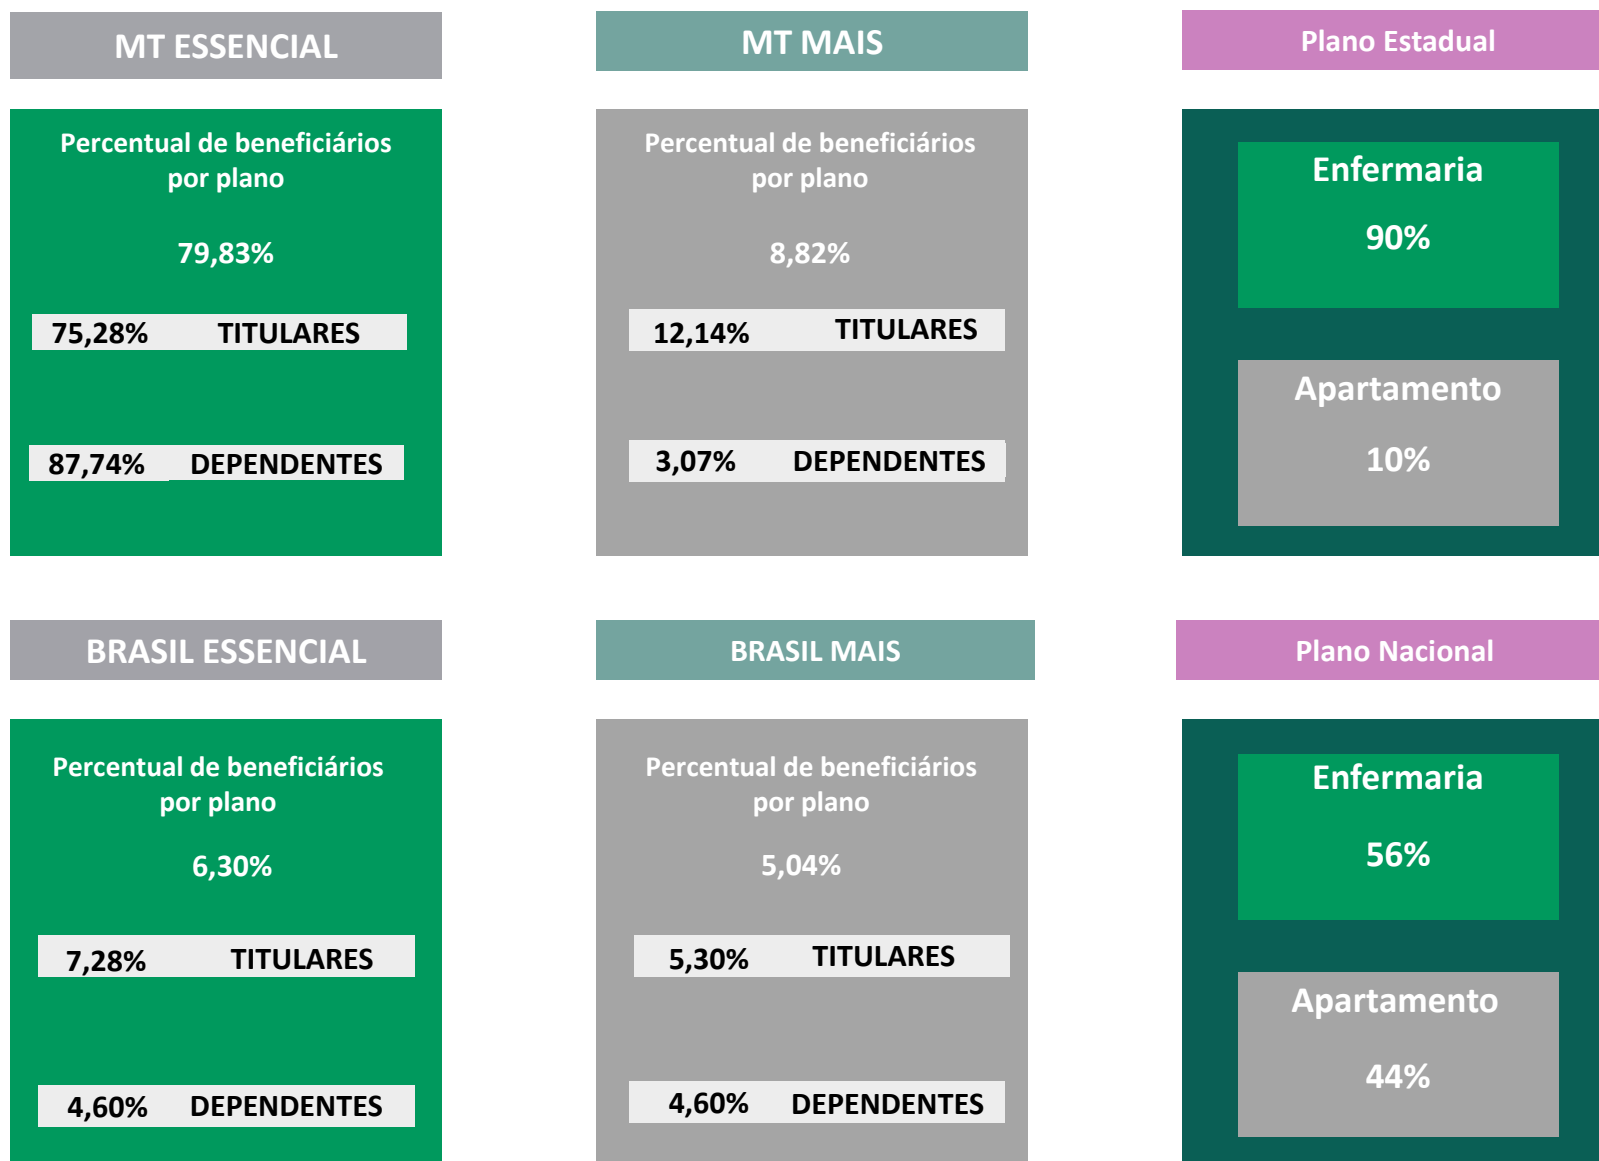 MT ESSENCIAL
Percentual de beneficiários
por plano
79,83%
75,28% TITULARES
87,74% DEPENDENTES
MT MAIS
Percentual de beneficiários
por plano
8,82%
12,14% TITULARES
3,07% DEPENDENTES
Plano Estadual
Enfermaria
90%
Apartamento
10%
BRASIL ESSENCIAL
Percentual de beneficiários
por plano
6,30%
7,28% TITULARES
4,60% DEPENDENTES
BRASIL MAIS
Percentual de beneficiários
por plano
5,04%
5,30% TITULARES
4,60% DEPENDENTES
Plano Nacional
Enfermaria
56%
Apartamento
44%